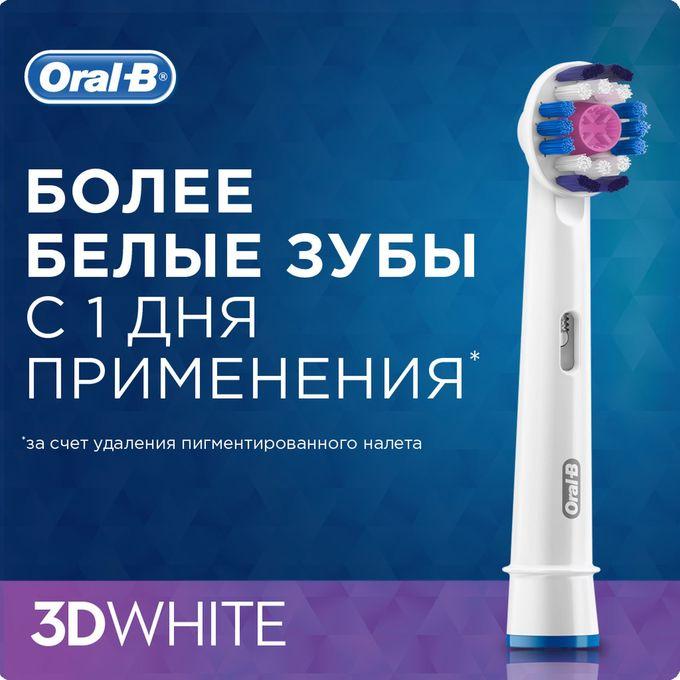 Oral-B®
БОЛЕЕ
БЕЛЫЕ ЗУБЫ
С 1 ДНЯ
ПРИМЕНЕНИЯ*
*за счет удаления пигментированного налета
Oral-B
3DWHITE